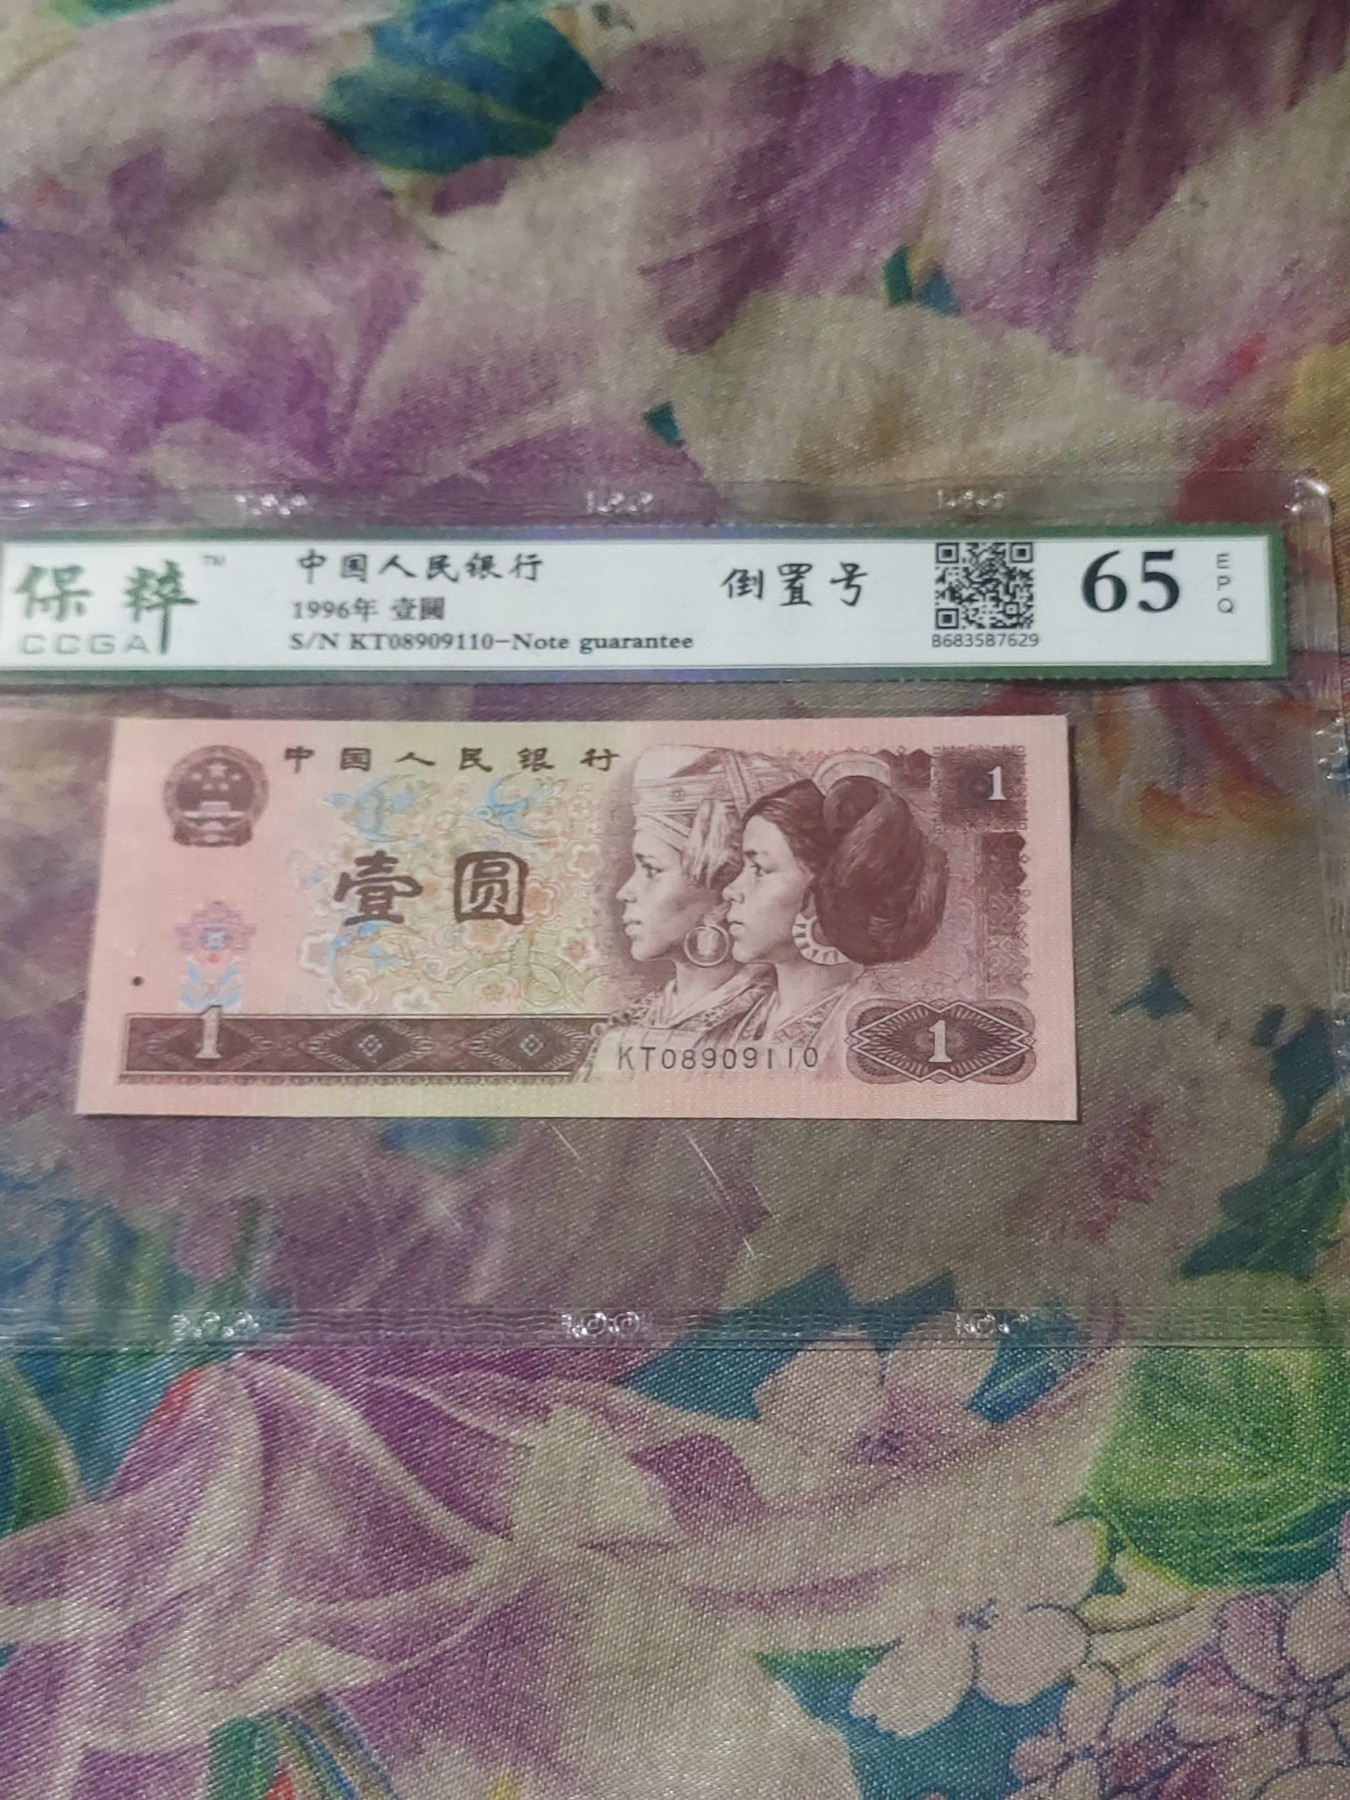 保粹™
CCGA
中国人民银行
1996年 壹圓
S/N KT08909110-Note guarantee
倒置号
B683587629
65
EPQ
中国人民银行
1
壹圆
1
KT08909110
1